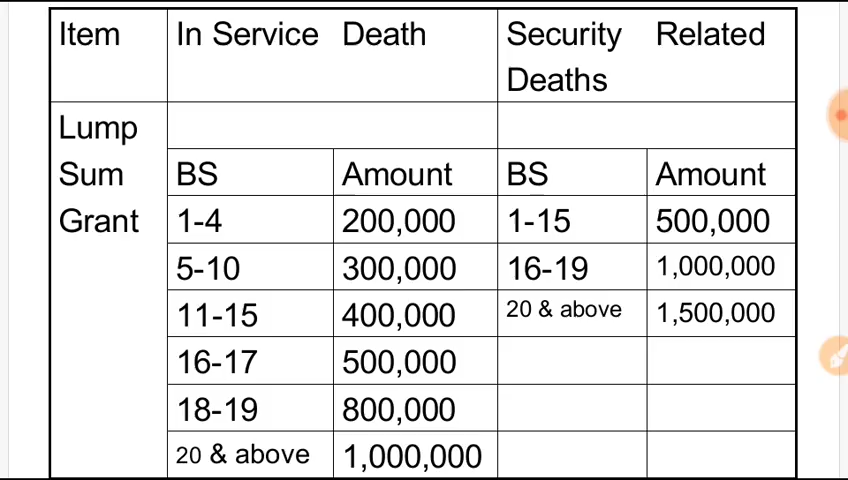 Item In Service Death Security Related
Deaths
Lump
Sum BS Amount BS Amount
Grant 1-4 200,000 1-15 500,000
5-10 300,000 16-19 1,000,000
11-15 400,000 20 & above 1,500,000
16-17 500,000
18-19 800,000
20 & above 1,000,000